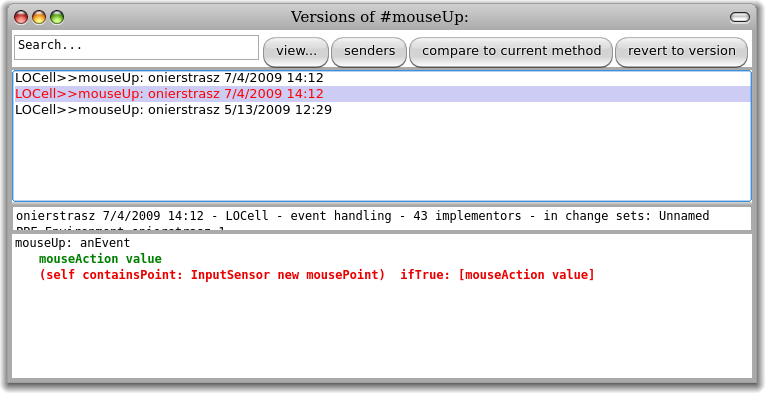 Versions of #mouseUp:
Search...
view...
senders
compare to current method
revert to version
LOCell>>mouseUp: onierstrasz 7/4/2009 14:12
LOCell>>mouseUp: onierstrasz 7/4/2009 14:12
LOCell>>mouseUp: onierstrasz 5/13/2009 12:29
onierstrasz 7/4/2009 14:12 - LOCell - event handling - 43 implementors - in change sets: Unnamed
mouseUp: anEvent
mouseAction value
(self containsPoint: InputSensor new mousePoint)  ifTrue: [mouseAction value]